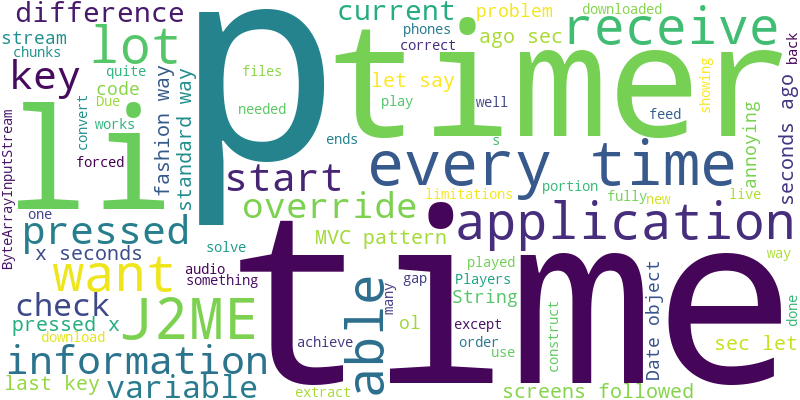 difference
stream
chunks
lot
quite
key
code
Due
works
convert
forced
ByteArrayInputStream
fashion way
standard way
li
p
files
needed
current
phones
correct
ago sec
problem
downloaded
receive
let say
play
well
timer
feed
showing
back
annoying
seconds ago
ends
s
every time
start
override
limitations
portion
fully
new
live
one
pressed
MVC pattern
application
x seconds
solve
want
audio
something
time
able
many
played
gap
Players
String
way
check
J2ME
pressed x
ol
except
construct
Date object
done
download
achieve
order
sec let
information
use
last key
variable
extract
screens followed